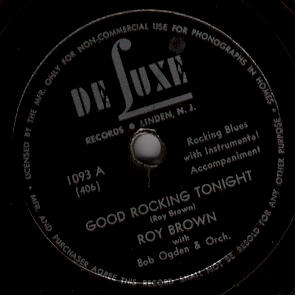 LICENSED BY THE MFR. ONLY FOR NON-COMMERCIAL USE FOR PHONOGRAPHS IN HOMES •
DE LUXE
RECORDS • LINDEN, N. J.
1093 A
(406)
Rocking Blues
with Instrumental
Accompaniment
GOOD ROCKING TONIGHT
(Roy Brown)
ROY BROWN
with
Bob Ogden & Orch.
MFR. AND PURCHASER AGREE THIS RECORD SHALL NOT BE RESOLD FOR ANY OTHER PURPOSE •